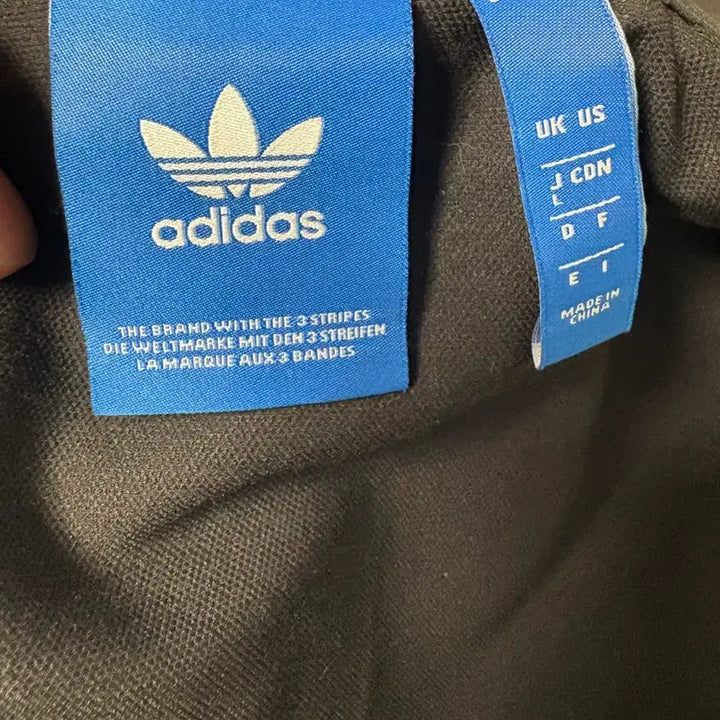 adidas
THE BRAND WITH THE 3 STRIPES
DIE WELTMARKE MIT DEN 3 STREIFEN
LA MARQUE AUX 3 BANDES
UK US
J CDN
L
D F
E I
MADE IN
CHINA